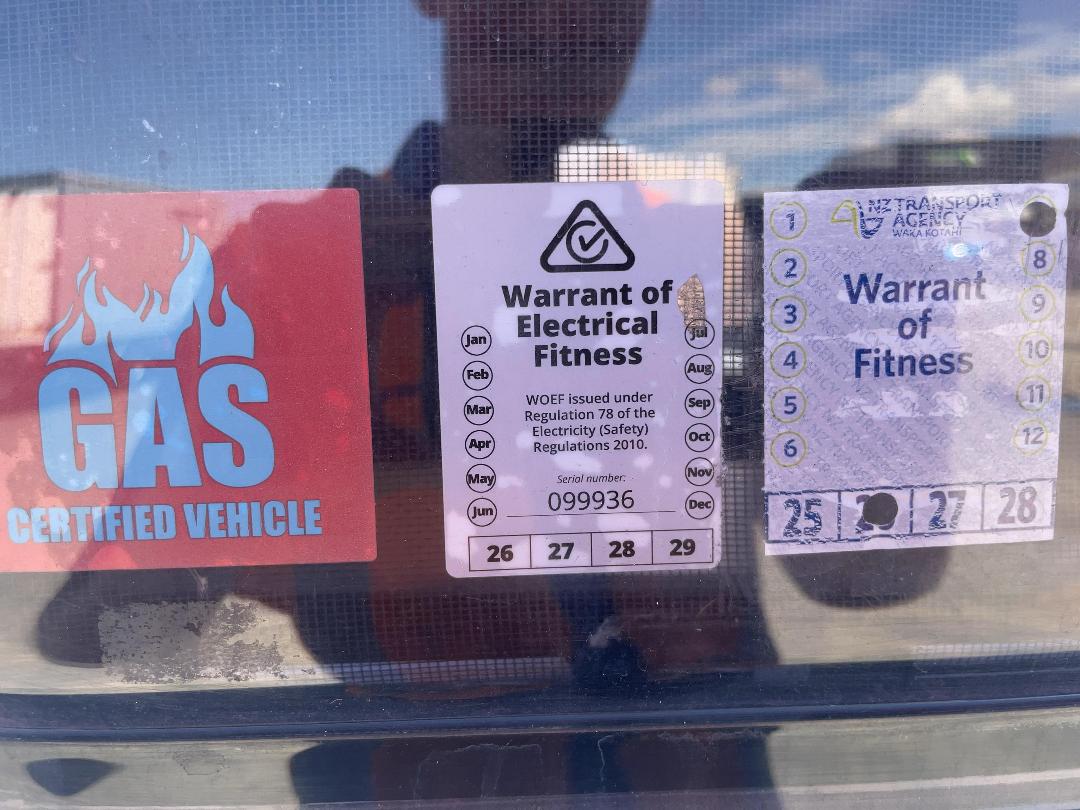 GAS
CERTIFIED VEHICLE
Warrant of
Electrical
Fitness
Jan
Feb
Mar
Apr
May
Jun
Jul
Aug
Sep
Oct
Nov
Dec
WOEF issued under
Regulation 78 of the
Electricity (Safety)
Regulations 2010.
Serial number:
099936
26 27 28 29
NZ TRANSPORT
AGENCY
WAKA KOTAHI
1
2
3
4
5
6
8
9
10
11
12
Warrant
of
Fitness
25 27 28